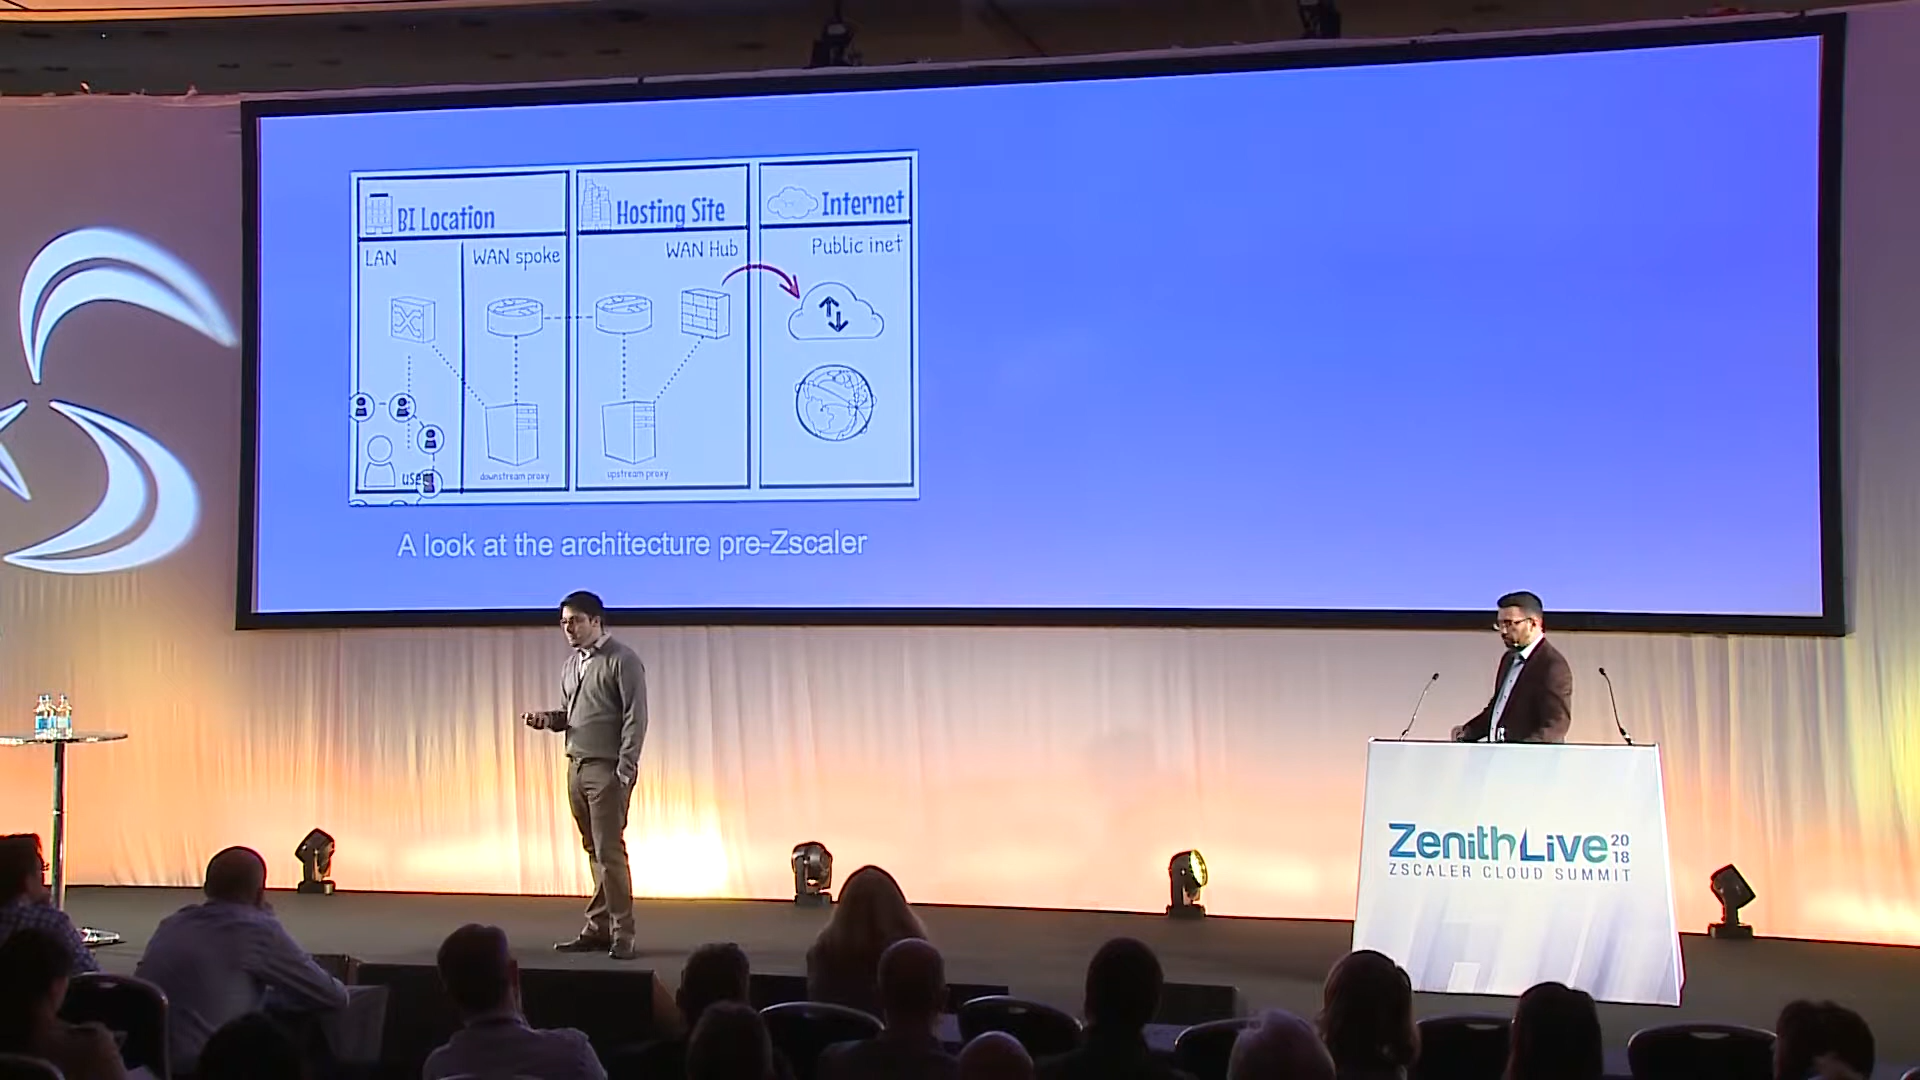 BI Location
Hosting Site
Internet
LAN
WAN spoke
WAN Hub
Public inet
user
downstream proxy
upstream proxy
A look at the architecture pre-Zscaler
ZenithLive 20
18
ZSCALER CLOUD SUMMIT